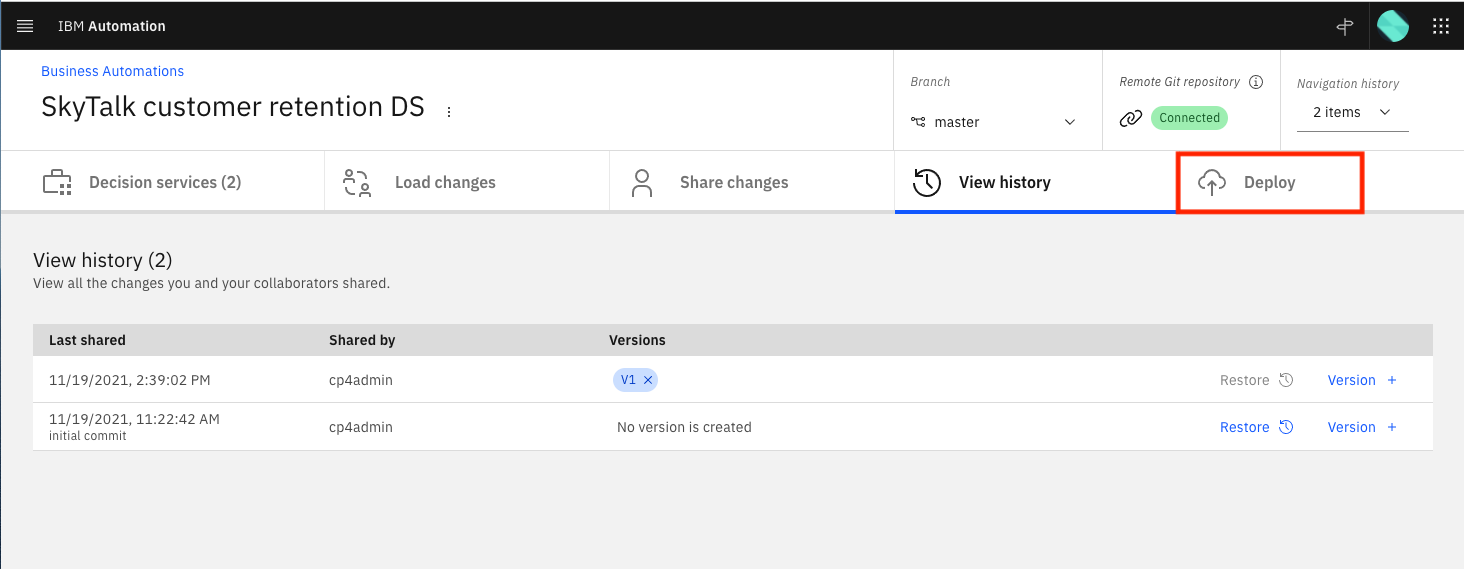 IBM Automation
Business Automations
SkyTalk customer retention DS
Branch
master
Remote Git repository
Connected
Navigation history
2 items
Decision services (2)
Load changes
Share changes
View history
Deploy
View history (2)
View all the changes you and your collaborators shared.
Last shared Shared by Versions
11/19/2021, 2:39:02 PM cp4admin V1 Restore Version +
11/19/2021, 11:22:42 AM
initial commit
cp4admin No version is created Restore Version +